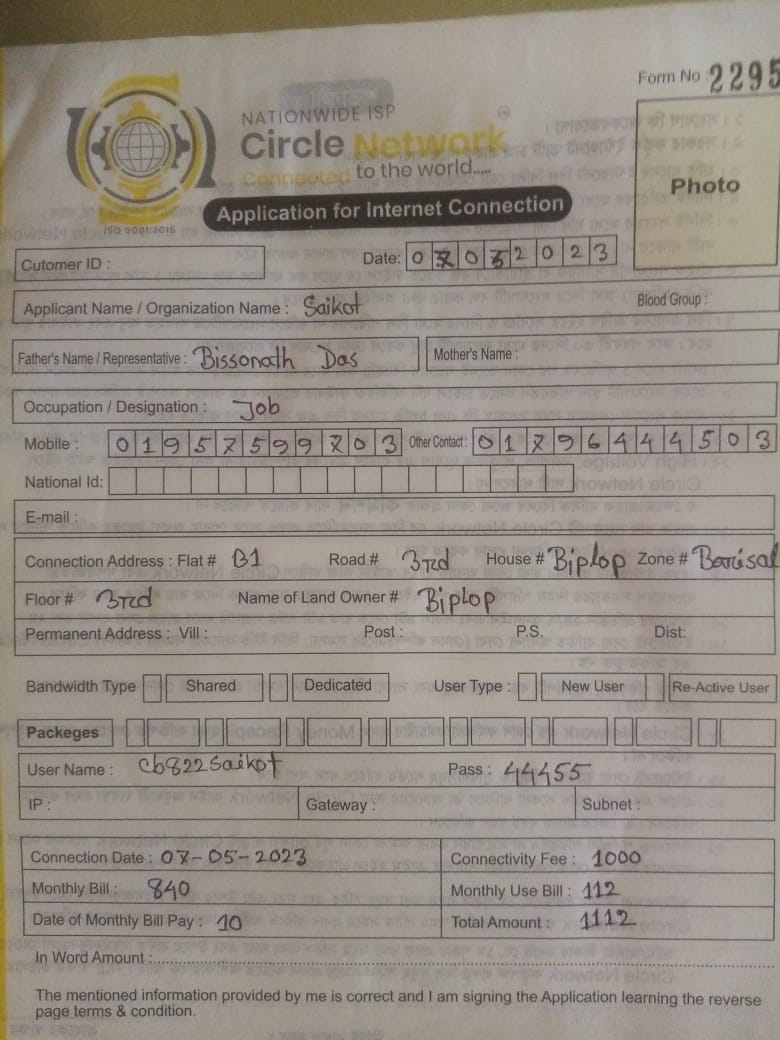 Form No : 2295
NATIONWIDE ISP
Circle Network
Connected to the world.....
ISO 9001:2015
Application for Internet Connection
Photo
Cutomer ID :
Date: 07052023
Applicant Name / Organization Name : Saikot
Blood Group :
Father's Name / Representative : Bissonath Das
Mother's Name :
Occupation / Designation : Job
Mobile : 01957599703 Other Contact : 01796444503
National Id:
E-mail :
Connection Address : Flat # B1 Road # 3rd House # Biplop Zone # Barisal
Floor # 3rd Name of Land Owner # Biplop
Permanent Address : Vill : Post : P.S. Dist:
Bandwidth Type Shared Dedicated User Type : New User Re-Active User
Packeges
User Name : cb822saikot Pass : 44455
IP : Gateway : Subnet :
Connection Date : 07-05-2023 Connectivity Fee : 1000
Monthly Bill : 840 Monthly Use Bill : 112
Date of Monthly Bill Pay : 10 Total Amount : 1112
In Word Amount :
The mentioned information provided by me is correct and I am signing the Application learning the reverse
page terms & condition.